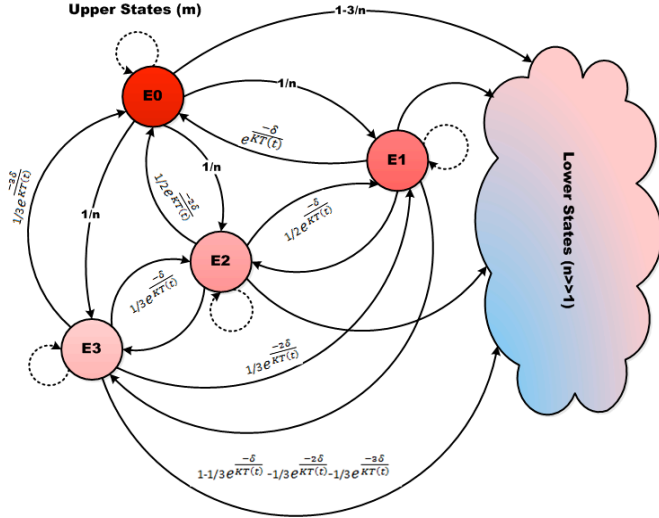 Upper States (m)
1-3/n
E0
1/n
e^{-δ/KT(t)}
E1
1/n
1/2e^{-2δ/KT(t)}
1/3e^{-3δ/KT(t)}
1/n
1/2e^{-δ/KT(t)}
E2
1/3e^{-δ/KT(t)}
Lower States (n>>1)
E3
1/3e^{-2δ/KT(t)}
1-1/3e^{-δ/KT(t)}-1/3e^{-2δ/KT(t)}-1/3e^{-3δ/KT(t)}